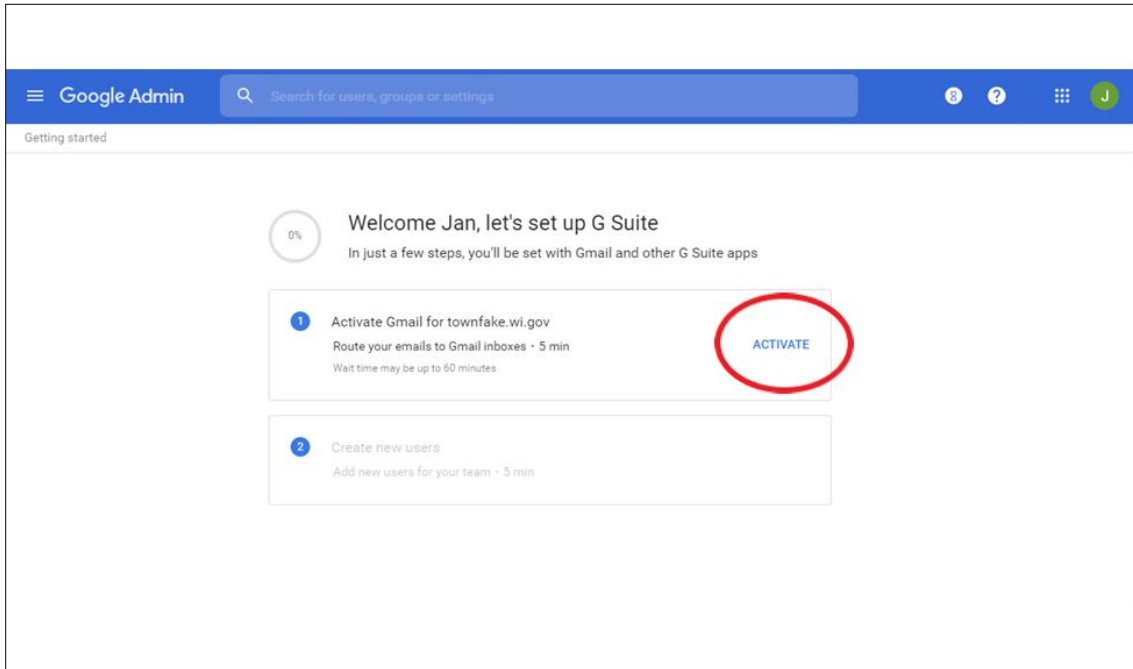 Google Admin
Search for users, groups or settings
8
?
J
Getting started
0%
Welcome Jan, let's set up G Suite
In just a few steps, you'll be set with Gmail and other G Suite apps
1
Activate Gmail for townfake.wi.gov
Route your emails to Gmail inboxes · 5 min
Wait time may be up to 60 minutes
ACTIVATE
2
Create new users
Add new users for your team · 5 min